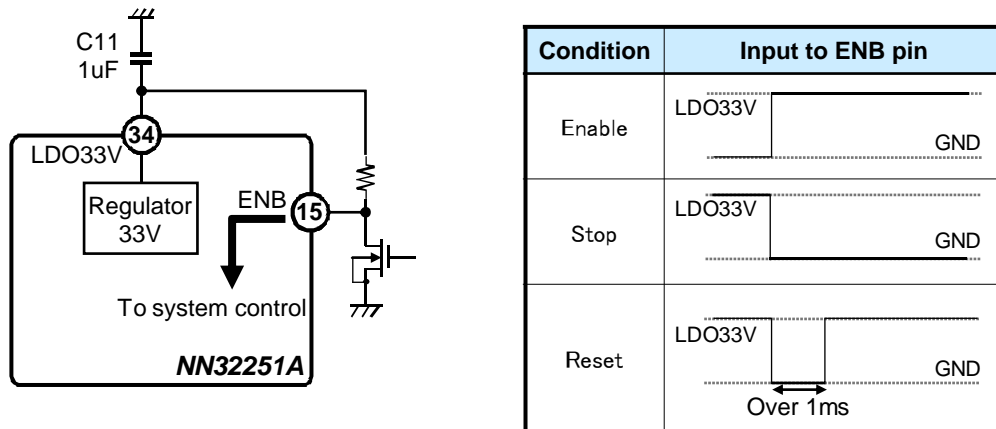 C11
1uF
34
LDO33V
Regulator
33V
ENB
15
To system control
NN32251A
Condition
Input to ENB pin
Enable
LDO33V
GND
Stop
LDO33V
GND
Reset
LDO33V
GND
Over 1ms